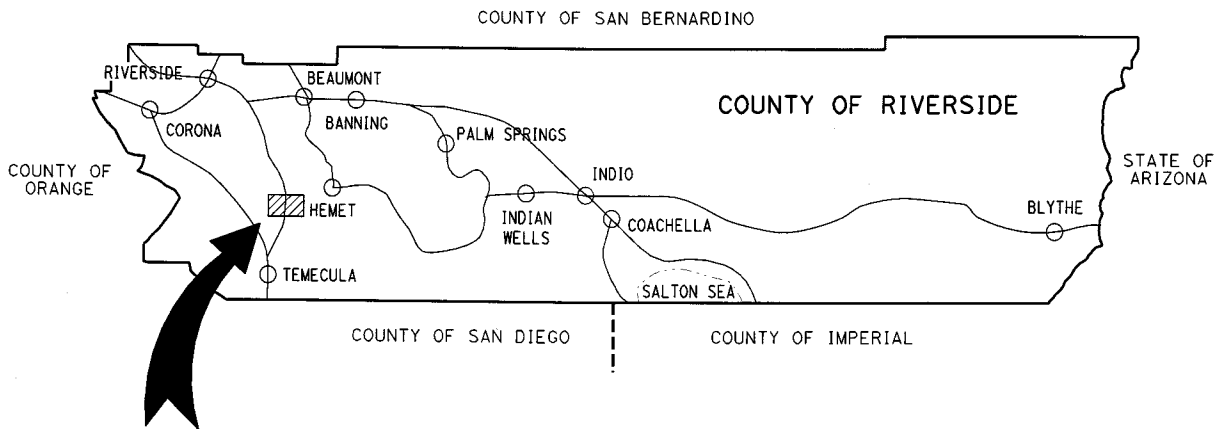 COUNTY OF SAN BERNARDINO
RIVERSIDE
BEAUMONT
COUNTY OF RIVERSIDE
CORONA
BANNING
PALM SPRINGS
COUNTY OF
ORANGE
STATE OF
ARIZONA
INDIO
HEMET
INDIAN
WELLS
COACHELLA
BLYTHE
TEMECULA
SALTON SEA
COUNTY OF SAN DIEGO
COUNTY OF IMPERIAL